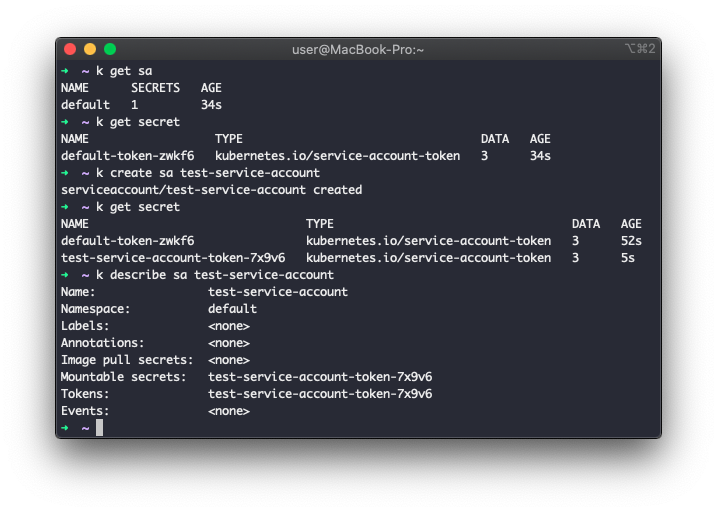 user@MacBook-Pro:~
⌥⌘2
➜ ~ k get sa
NAME SECRETS AGE
default 1 34s
➜ ~ k get secret
NAME TYPE DATA AGE
default-token-zwkf6 kubernetes.io/service-account-token 3 34s
➜ ~ k create sa test-service-account
serviceaccount/test-service-account created
➜ ~ k get secret
NAME TYPE DATA AGE
default-token-zwkf6 kubernetes.io/service-account-token 3 52s
test-service-account-token-7x9v6 kubernetes.io/service-account-token 3 5s
➜ ~ k describe sa test-service-account
Name: test-service-account
Namespace: default
Labels: <none>
Annotations: <none>
Image pull secrets: <none>
Mountable secrets: test-service-account-token-7x9v6
Tokens: test-service-account-token-7x9v6
Events: <none>
➜ ~